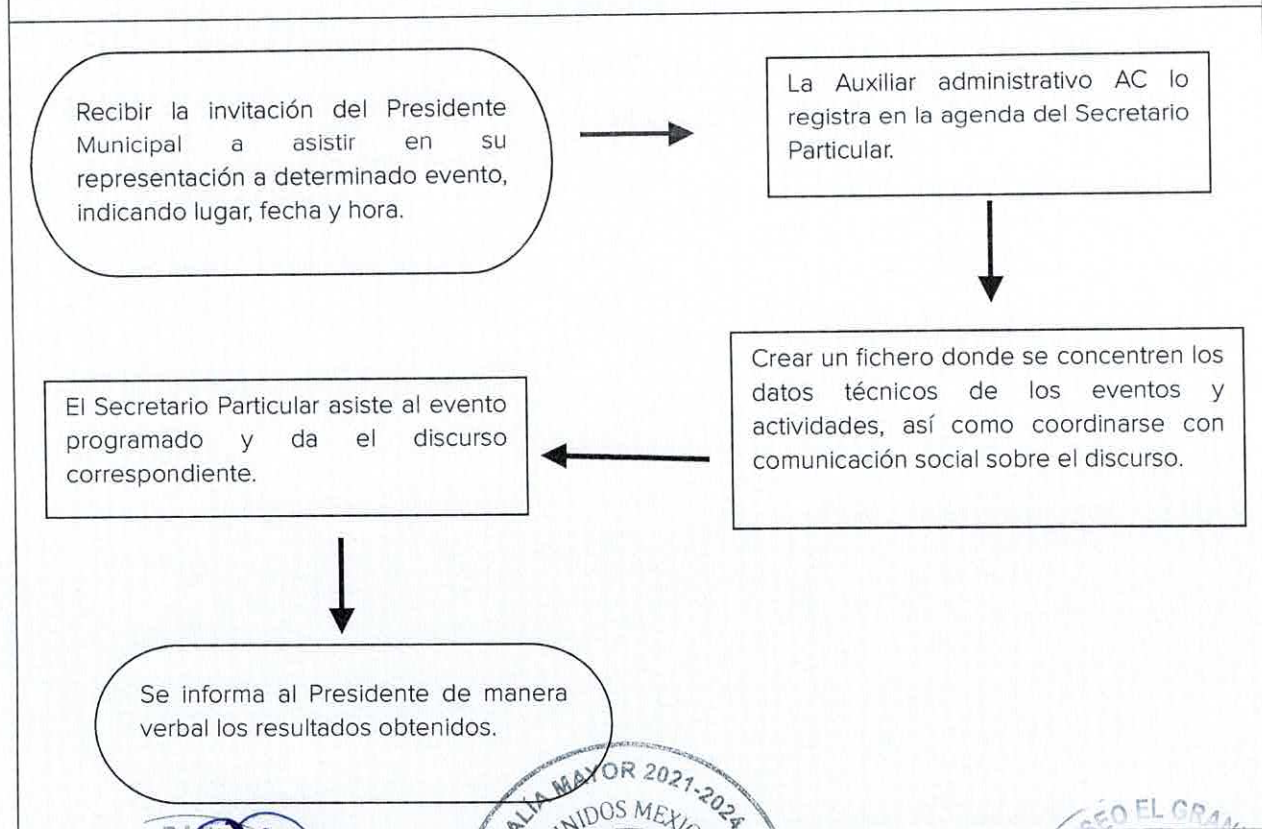 Recibir la invitación del Presidente
Municipal a asistir en su
representación a determinado evento,
indicando lugar, fecha y hora.
La Auxiliar administrativo AC lo
registra en la agenda del Secretario
Particular.
Crear un fichero donde se concentren los
datos técnicos de los eventos y
actividades, así como coordinarse con
comunicación social sobre el discurso.
El Secretario Particular asiste al evento
programado y da el discurso
correspondiente.
Se informa al Presidente de manera
verbal los resultados obtenidos.
MAYOR 2021-2024
UNIDOS
EL